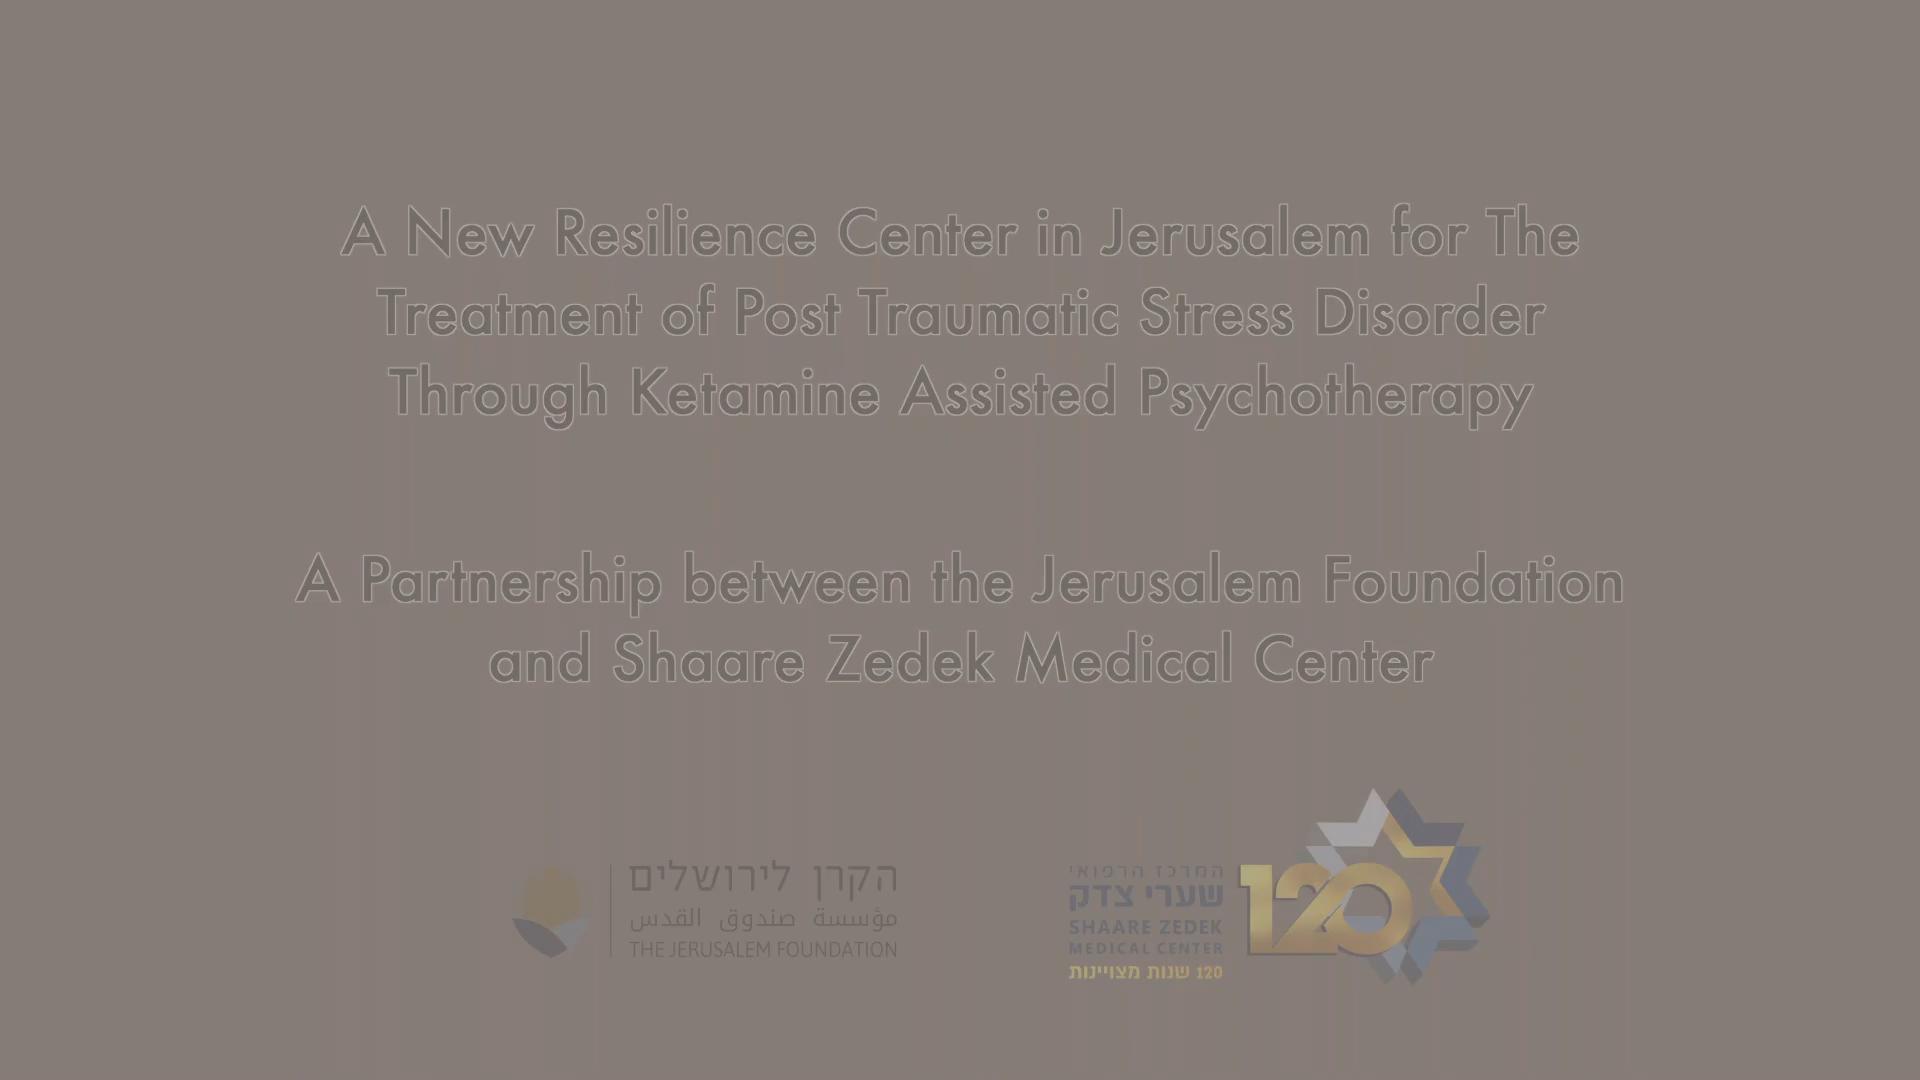 A New Resilience Center in Jerusalem for The
Treatment of Post Traumatic Stress Disorder
Through Ketamine Assisted Psychotherapy
A Partnership between the Jerusalem Foundation
and Shaare Zedek Medical Center
הקרן לירושלים
مؤسسة صندوق القدس
THE JERUSALEM FOUNDATION
המרכז הרפואי
שערי צדק
SHAARE ZEDEK
MEDICAL CENTER
120 שנות מצויינות
120